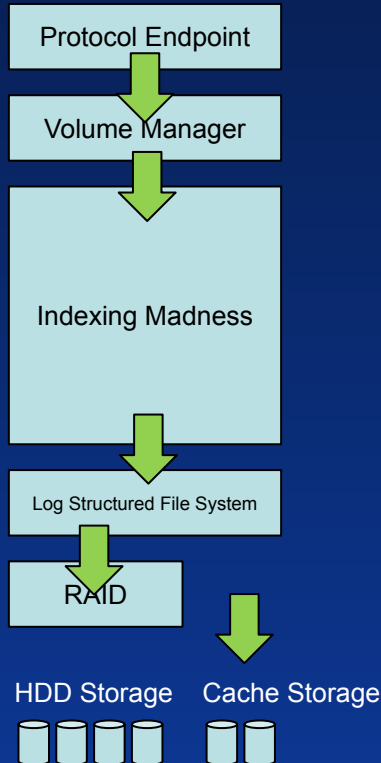 Protocol Endpoint
Volume Manager
Indexing Madness
Log Structured File System
RAID
HDD Storage
Cache Storage